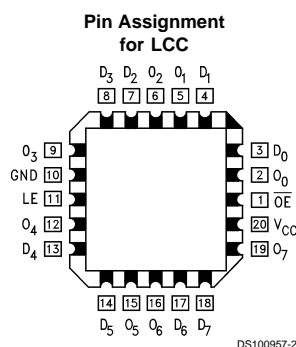 Pin Assignment
for LCC
D3 D2 O2 O1 D1
8 7 6 5 4
O3 9 3 D0
GND 10 2 O0
LE 11 1 O̅E̅
O4 12 20 VCC
D4 13 19 O7
14 15 16 17 18
D5 O5 O6 D6 D7
DS100957-2